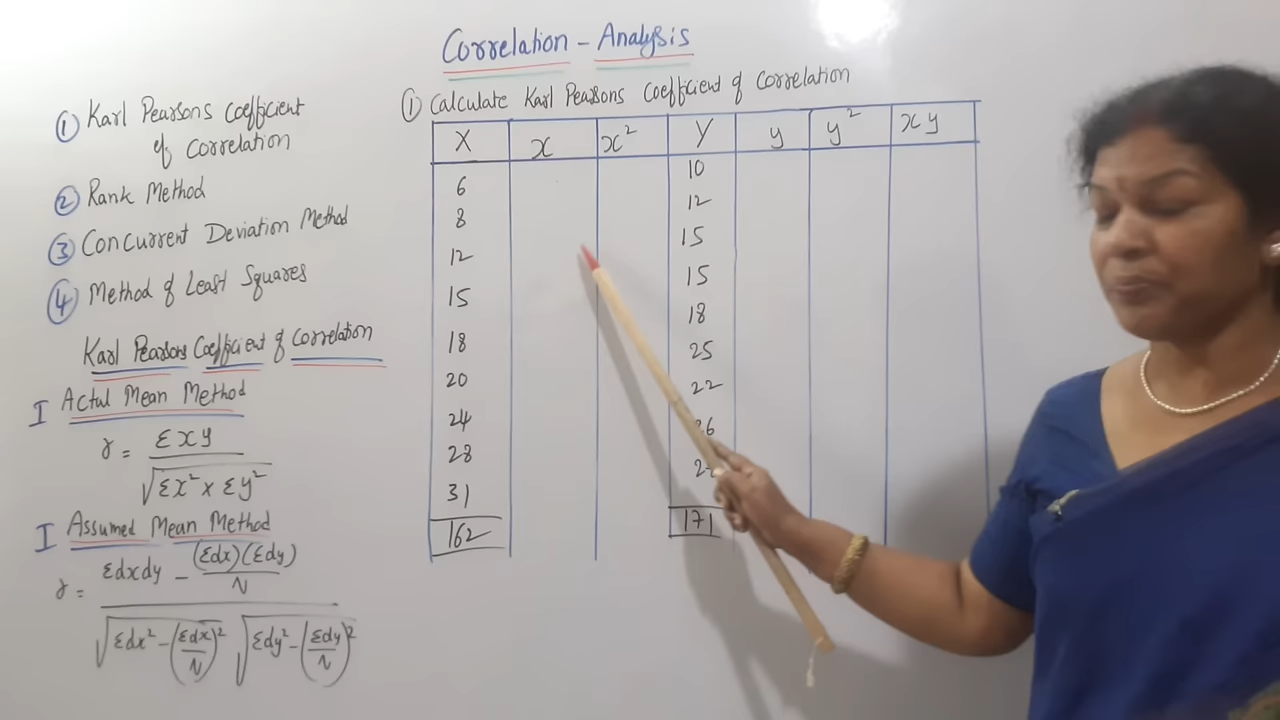 Correlation - Analysis
① Karl Pearsons Coefficient
of Correlation
② Rank Method
③ Concurrent Deviation Method
④ Method of Least Squares
Karl Pearsons Coefficient of Correlation
I Actul Mean Method
r = Σxy
√Σx² × Σy²
I Assumed Mean Method
r = Σdxdy - (Σdx)(Σdy)
N
√Σdx² - (Σdx/N)² √Σdy² - (Σdy/N)²
① Calculate Karl Pearsons Coefficient of Correlation
X x x² Y y y² xy
6 10
8 12
12 15
15 15
18 18
20 25
24 22
28 26
31
162 171